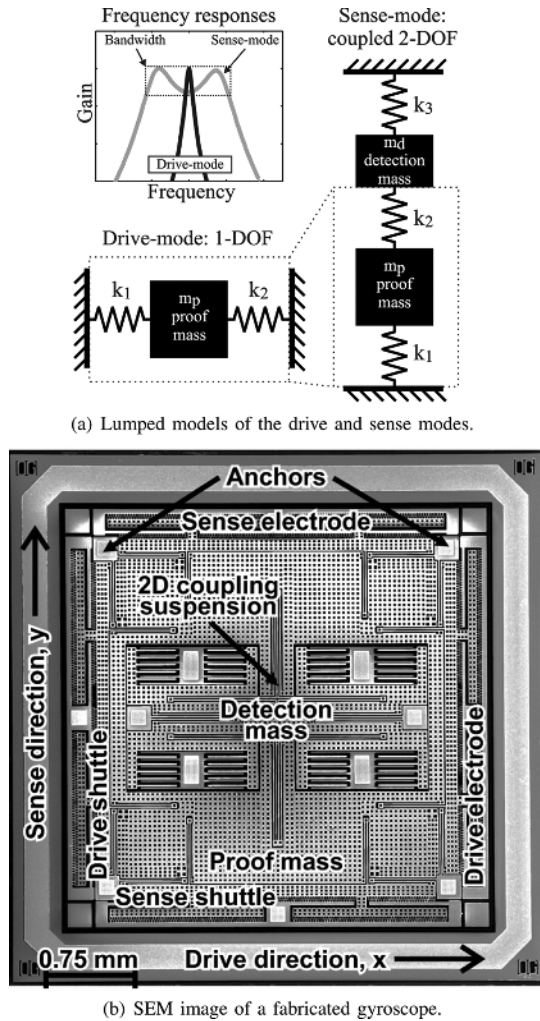 Frequency responses
Bandwidth
Sense-mode
Gain
Drive-mode
Frequency
Sense-mode:
coupled 2-DOF
k3
md
detection
mass
k2
mp
proof
mass
k1
Drive-mode: 1-DOF
k1
mp
proof
mass
k2
(a) Lumped models of the drive and sense modes.
Anchors
Sense electrode
2D coupling
suspension
Detection
mass
Sense direction, y
Drive shuttle
Drive electrode
Proof mass
Sense shuttle
0.75 mm
Drive direction, x
(b) SEM image of a fabricated gyroscope.